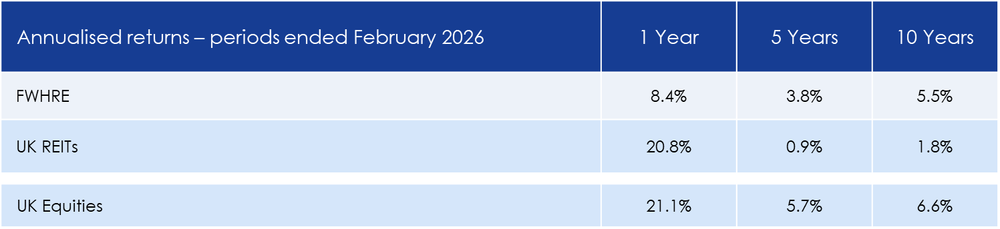 Annualised returns – periods ended February 2026 1 Year 5 Years 10 Years
FWHRE 8.4% 3.8% 5.5%
UK REITs 20.8% 0.9% 1.8%
UK Equities 21.1% 5.7% 6.6%